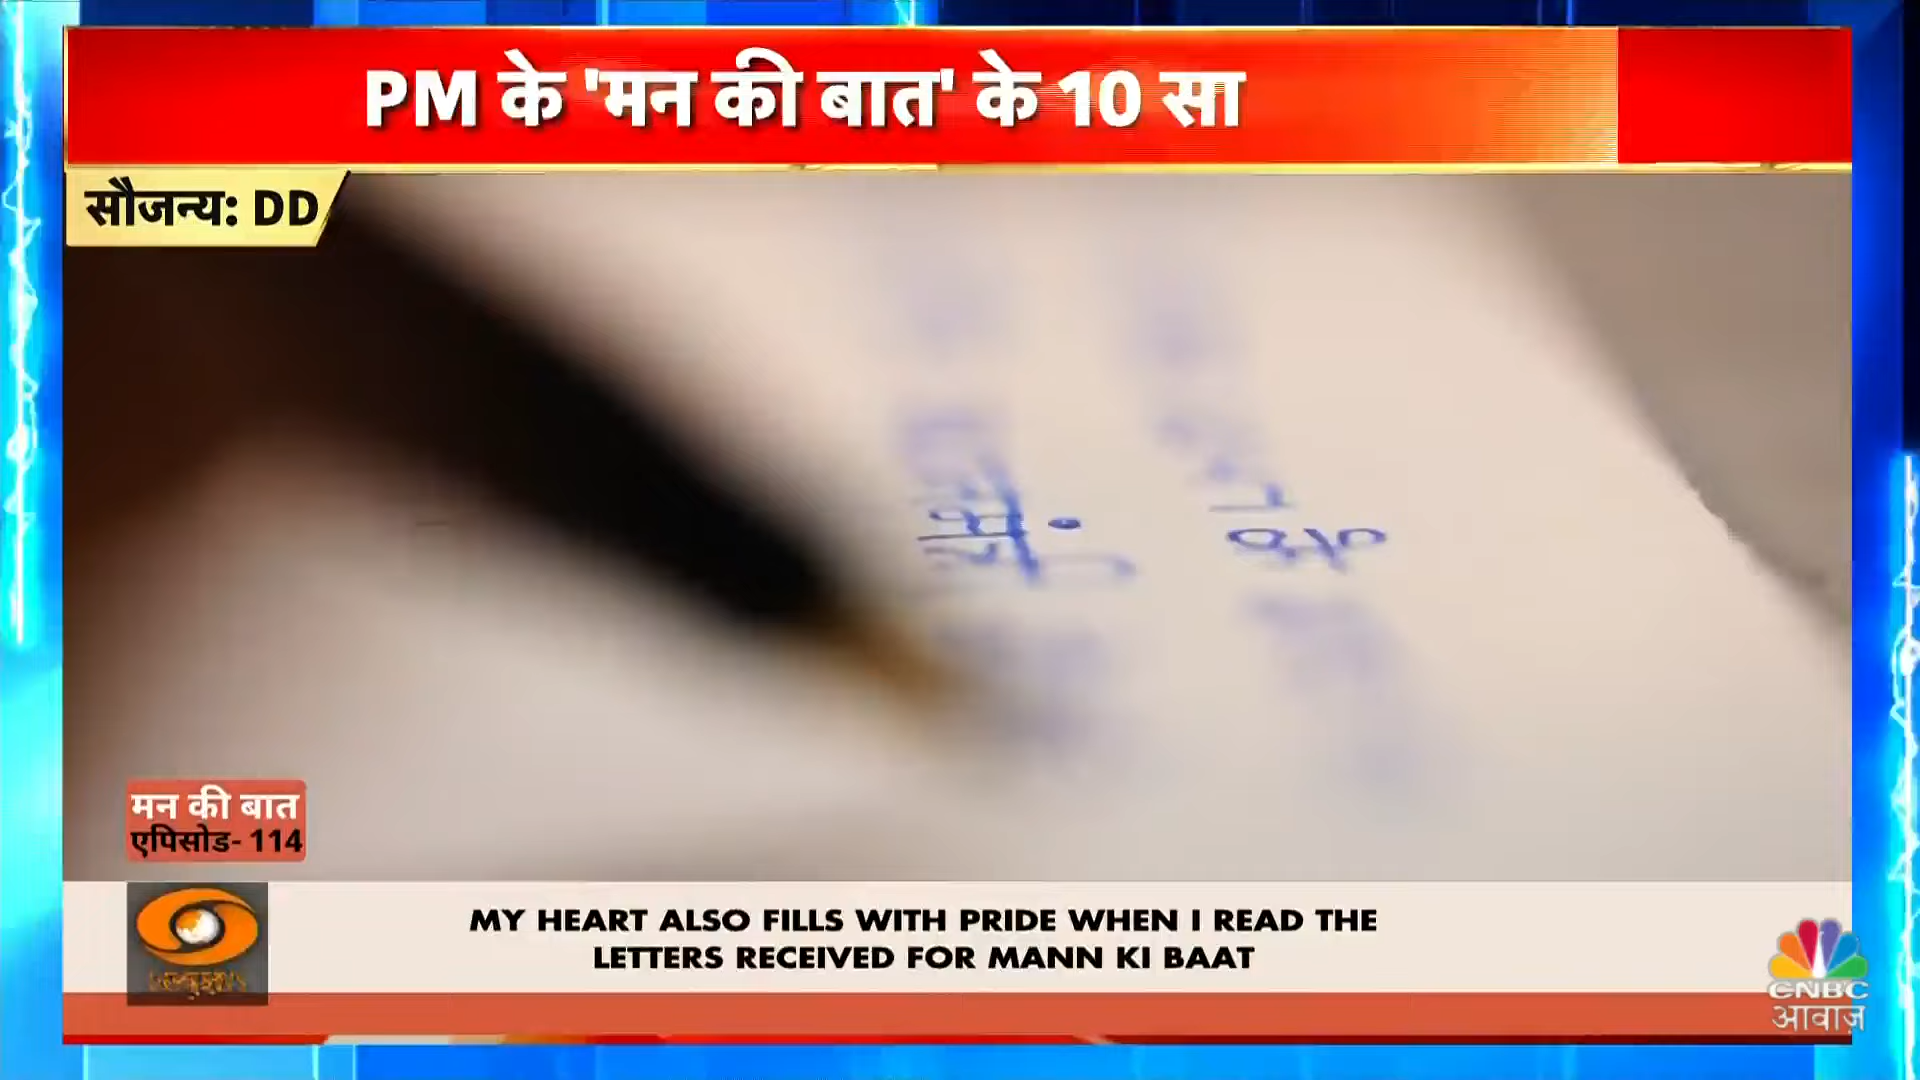 PM के 'मन की बात' के 10 सा
सौजन्य: DD
मन की बात
एपिसोड- 114
MY HEART ALSO FILLS WITH PRIDE WHEN I READ THE
LETTERS RECEIVED FOR MANN KI BAAT
CNBC
आवाज़